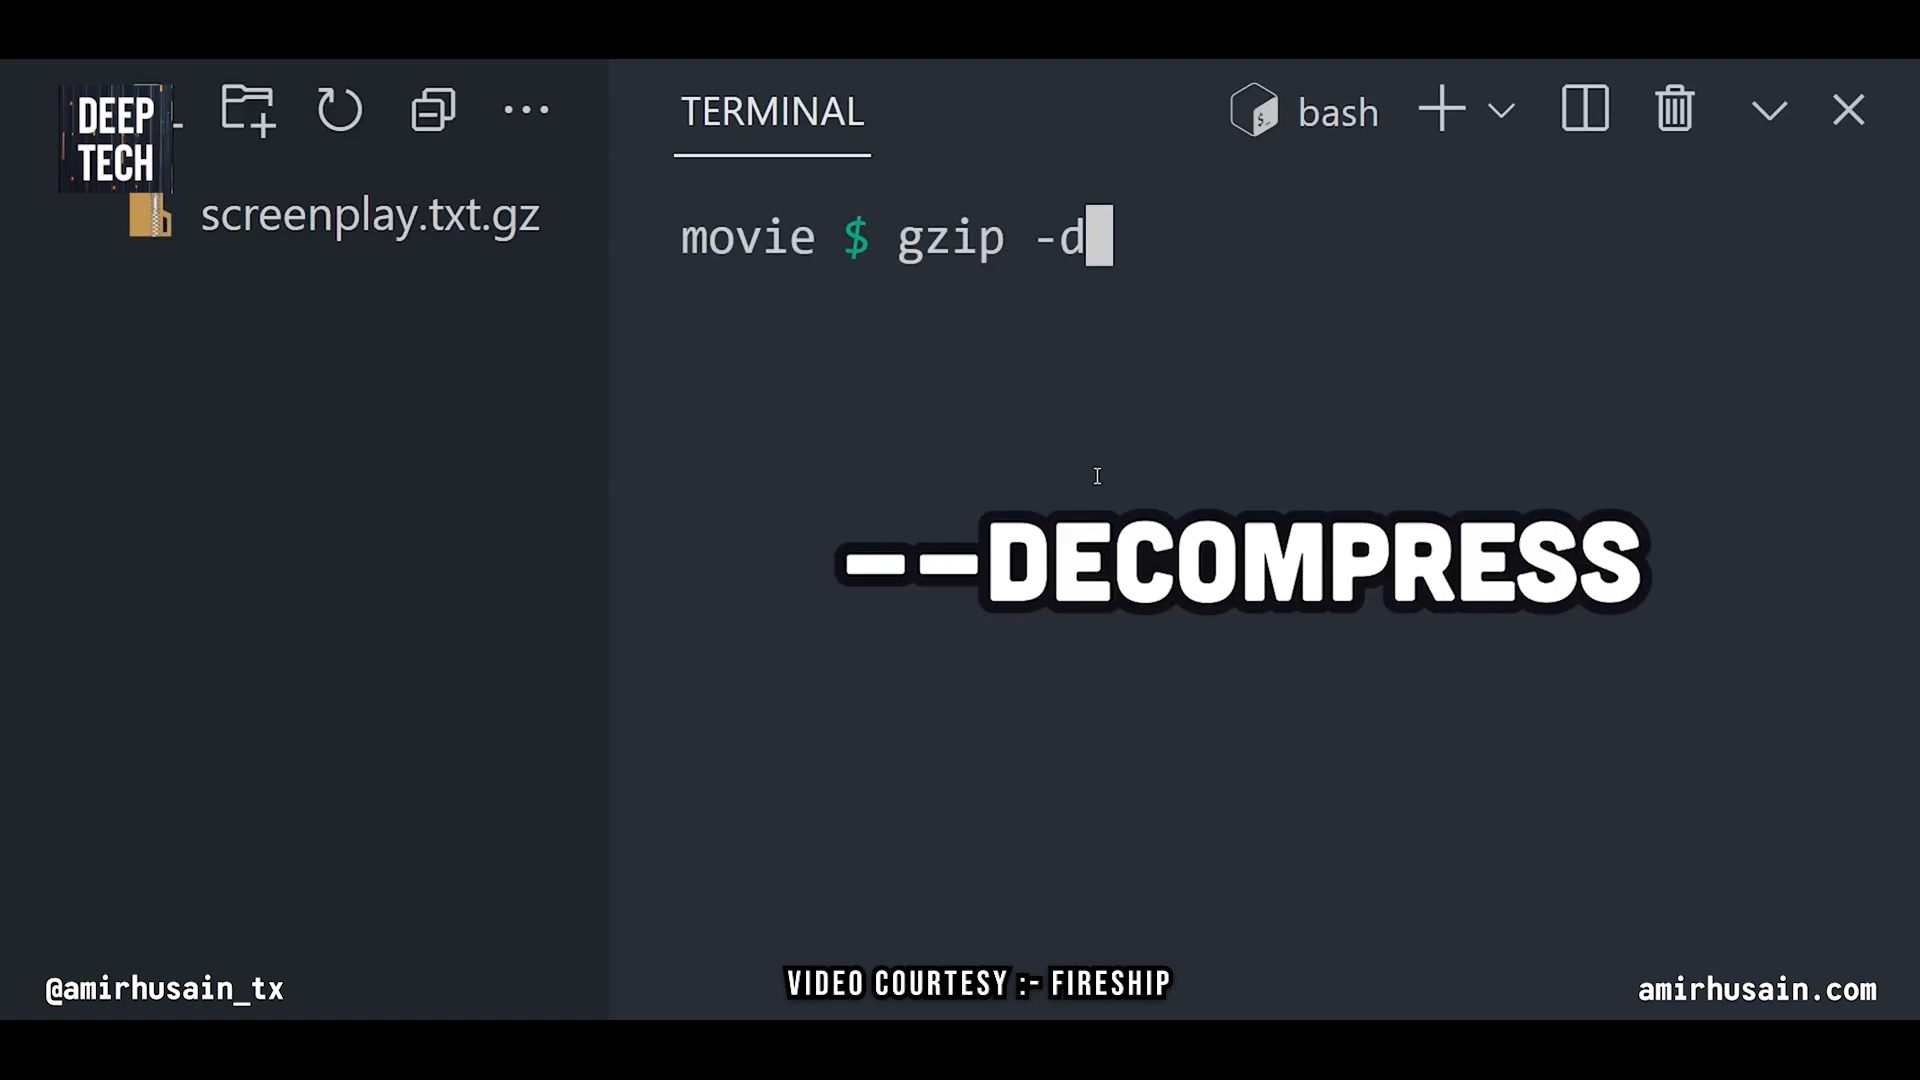 DEEP
TECH
TERMINAL
bash
screenplay.txt.gz
movie $ gzip -d
--DECOMPRESS
@amirhusain_tx
VIDEO COURTESY :- FIRESHIP
amirhusain.com